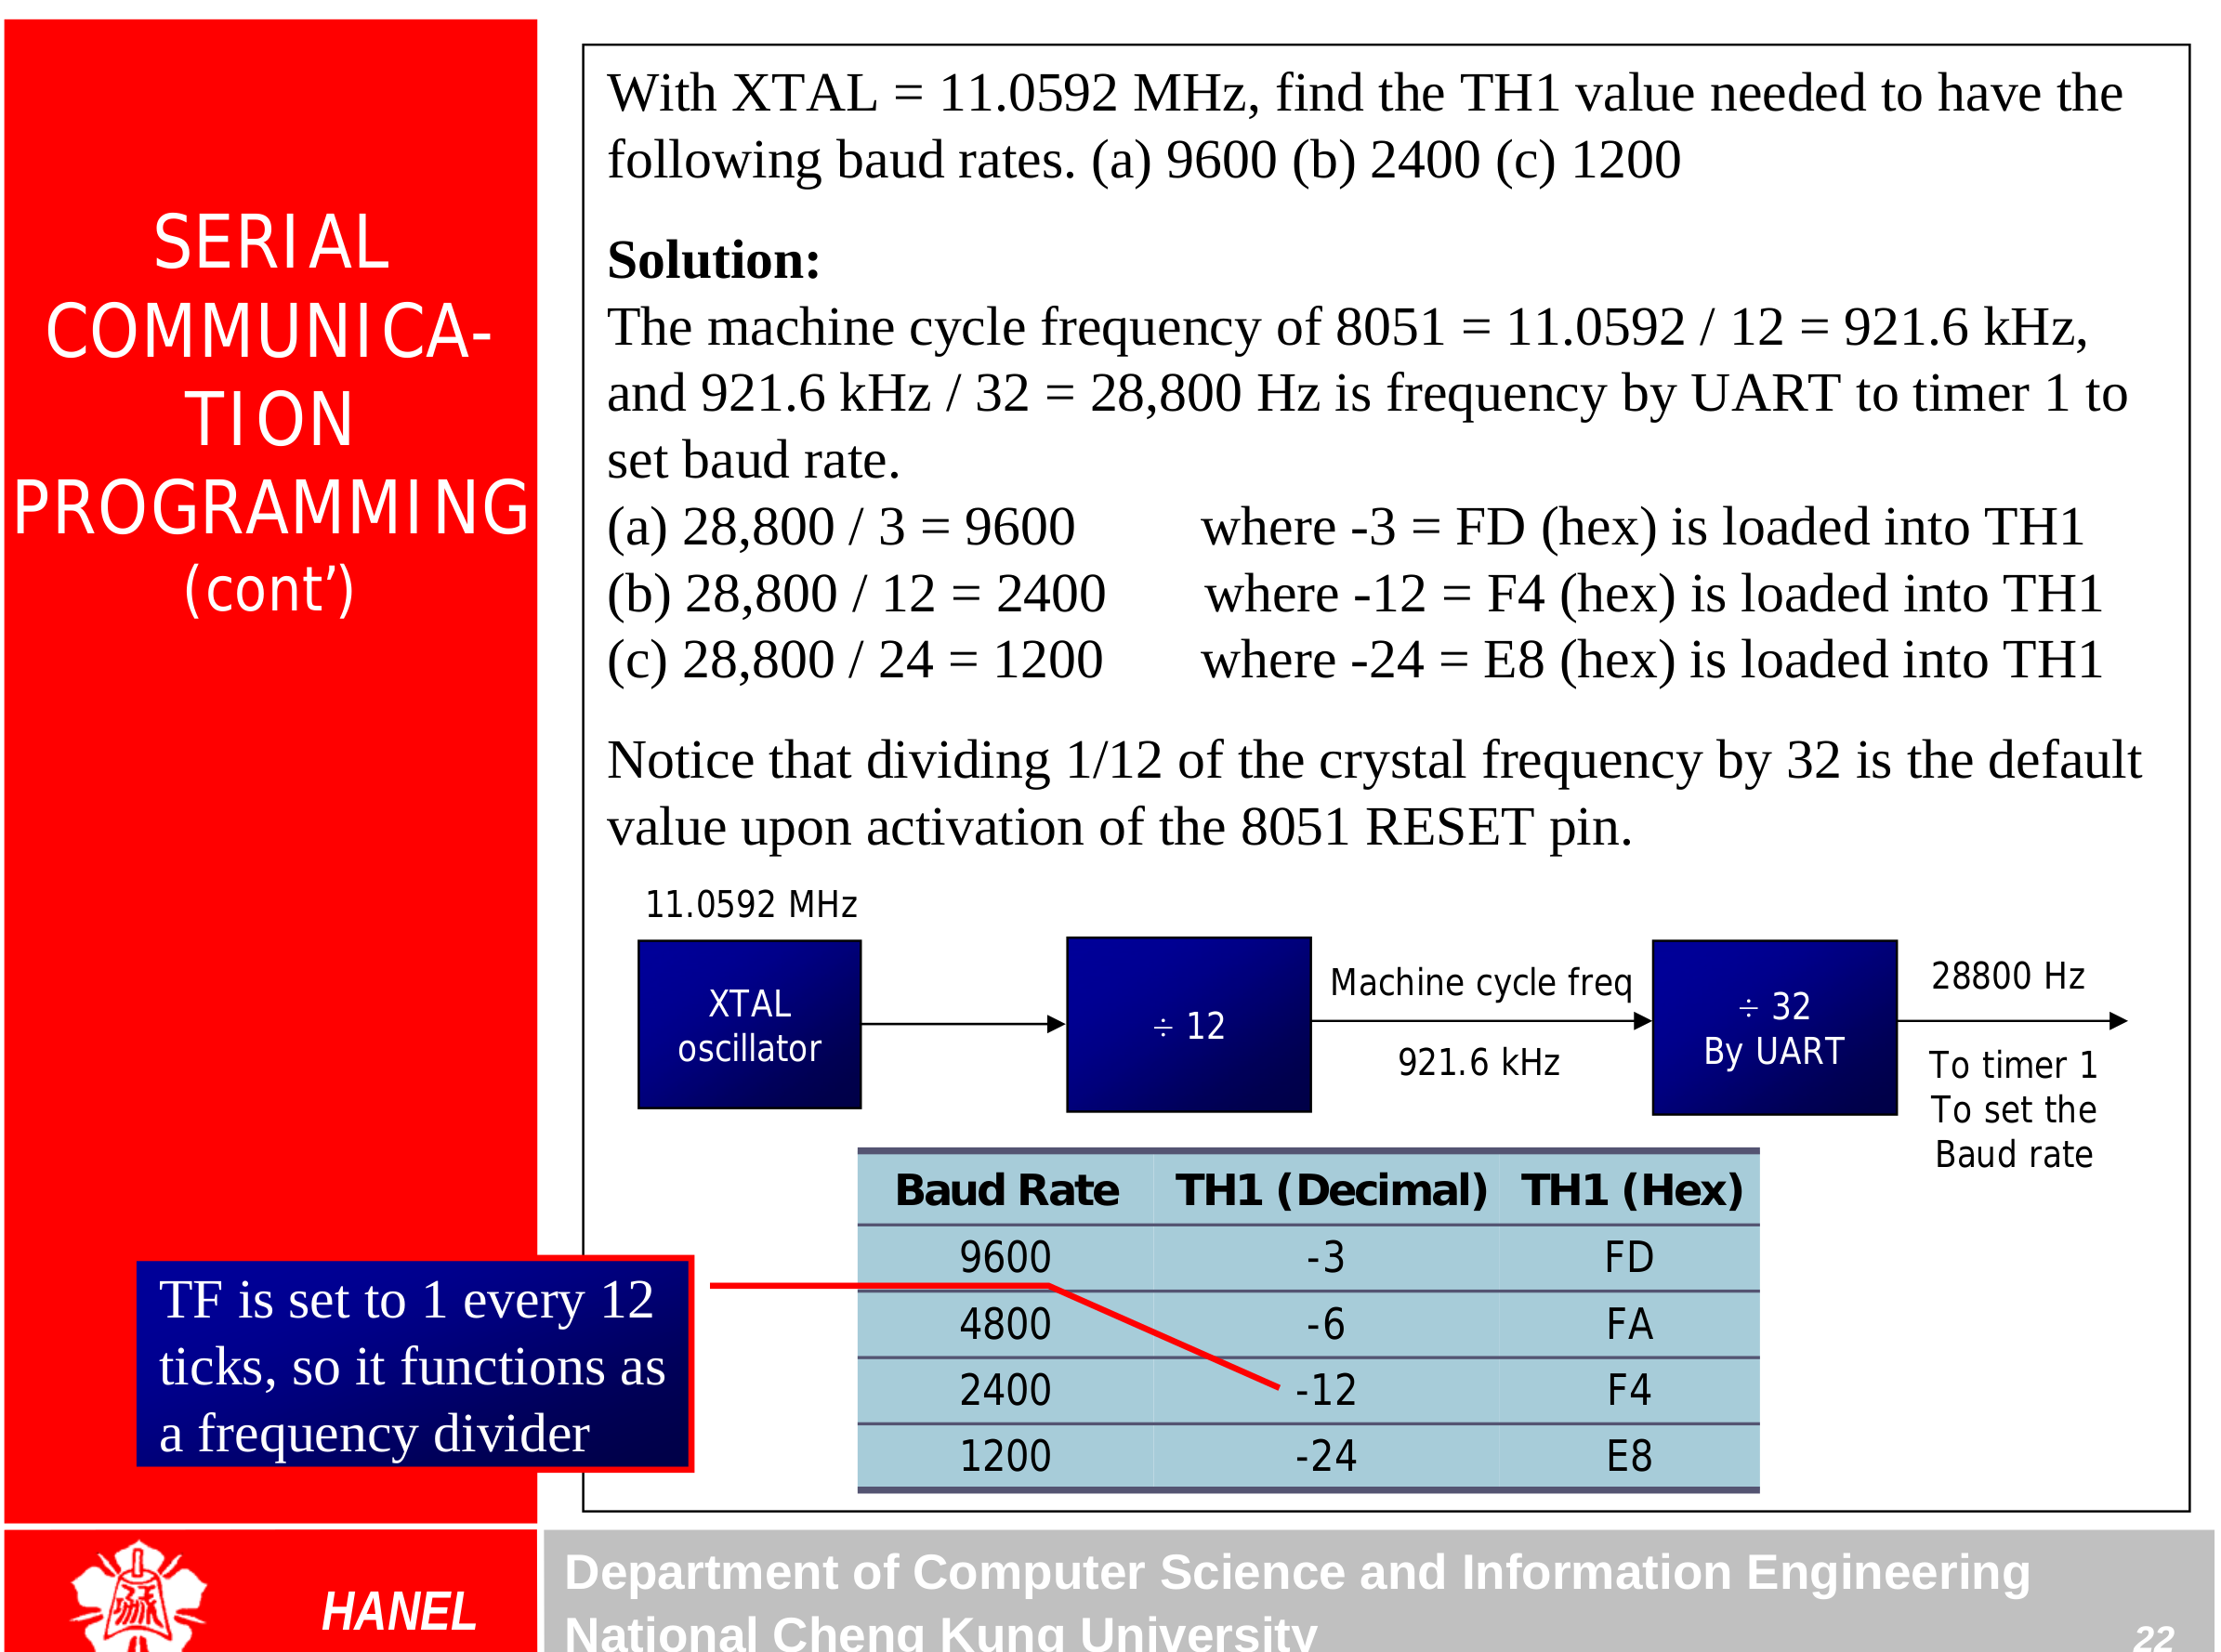 SERIAL
COMMUNICA-
TION
PROGRAMMING
(cont’)
With XTAL = 11.0592 MHz, find the TH1 value needed to have the
following baud rates. (a) 9600 (b) 2400 (c) 1200
Solution:
The machine cycle frequency of 8051 = 11.0592 / 12 = 921.6 kHz,
and 921.6 kHz / 32 = 28,800 Hz is frequency by UART to timer 1 to
set baud rate.
(a) 28,800 / 3 = 9600 where -3 = FD (hex) is loaded into TH1
(b) 28,800 / 12 = 2400 where -12 = F4 (hex) is loaded into TH1
(c) 28,800 / 24 = 1200 where -24 = E8 (hex) is loaded into TH1
Notice that dividing 1/12 of the crystal frequency by 32 is the default
value upon activation of the 8051 RESET pin.
11.0592 MHz
XTAL
oscillator
÷ 12
Machine cycle freq
921.6 kHz
÷ 32
By UART
28800 Hz
To timer 1
To set the
Baud rate
Baud Rate TH1 (Decimal) TH1 (Hex)
9600 -3 FD
4800 -6 FA
2400 -12 F4
1200 -24 E8
TF is set to 1 every 12
ticks, so it functions as
a frequency divider
HANEL
Department of Computer Science and Information Engineering
National Cheng Kung University
22